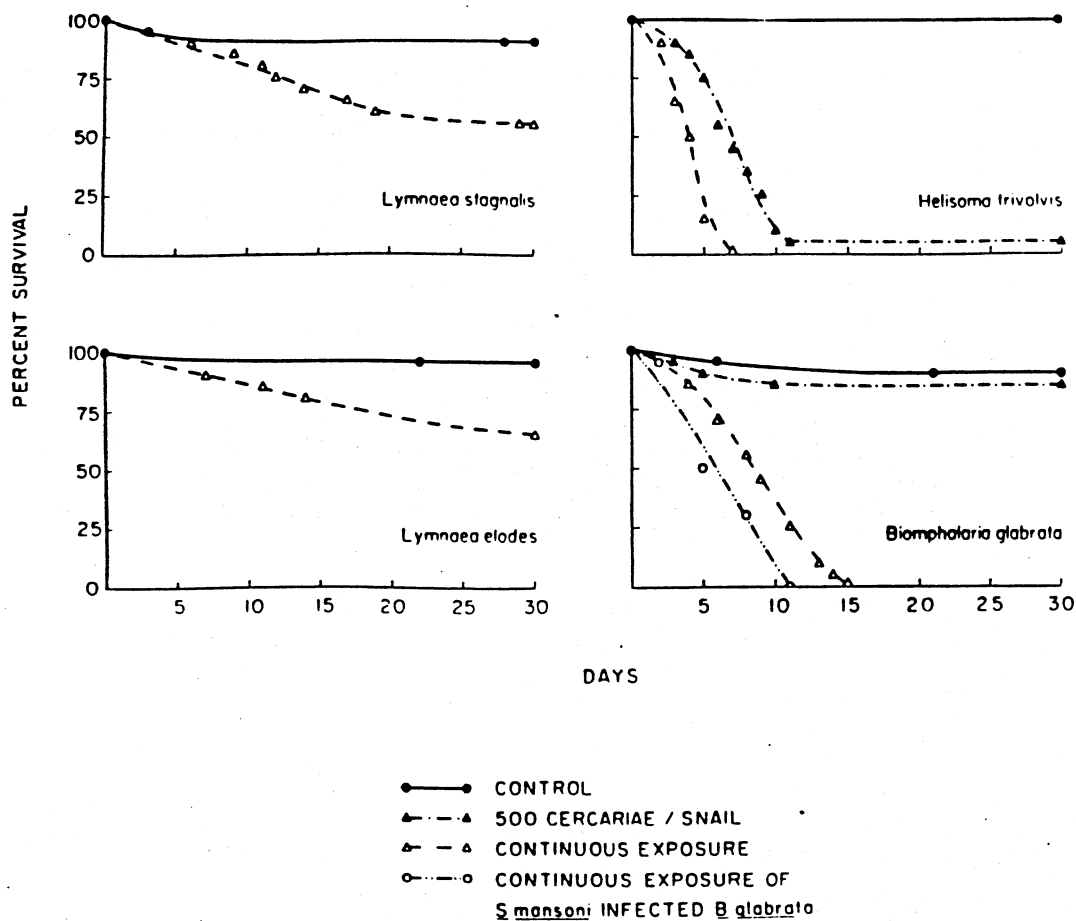 PERCENT SURVIVAL
100
75
50
25
0
Lymnaea stagnalis
Helisoma trivolvis
100
75
50
25
0
Lymnaea elodes
Biomphalaria glabrata
5 10 15 20 25 30
5 10 15 20 25 30
DAYS
CONTROL
500 CERCARIAE / SNAIL
CONTINUOUS EXPOSURE
CONTINUOUS EXPOSURE OF
S mansoni INFECTED B glabrata